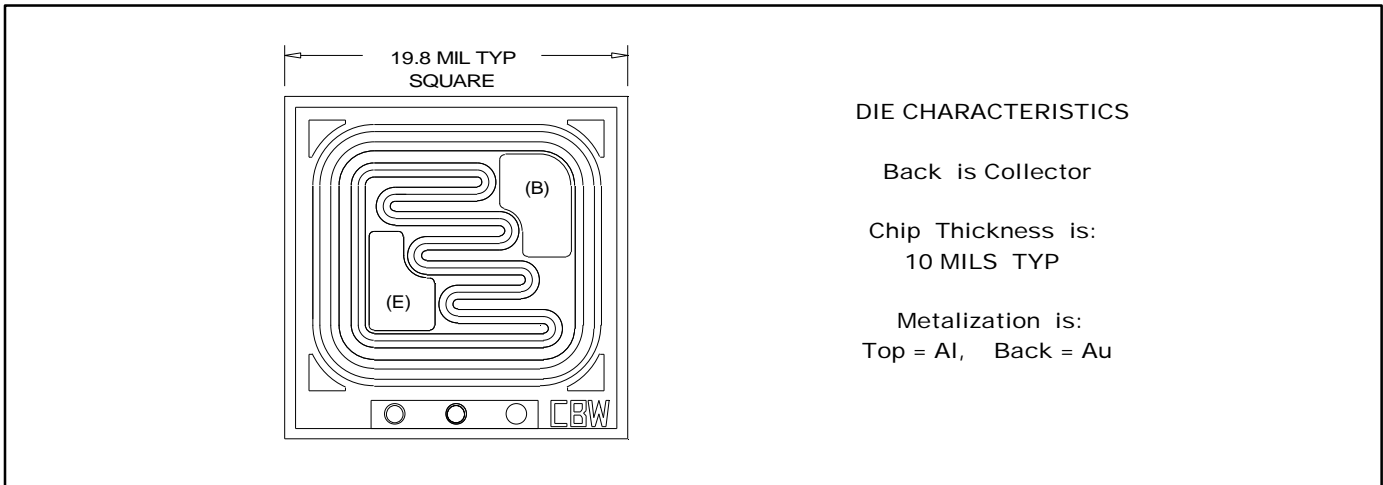 19.8 MIL TYP
SQUARE
(B)
(E)
CBW
DIE CHARACTERISTICS
Back is Collector
Chip Thickness is:
10 MILS TYP
Metalization is:
Top = Al, Back = Au